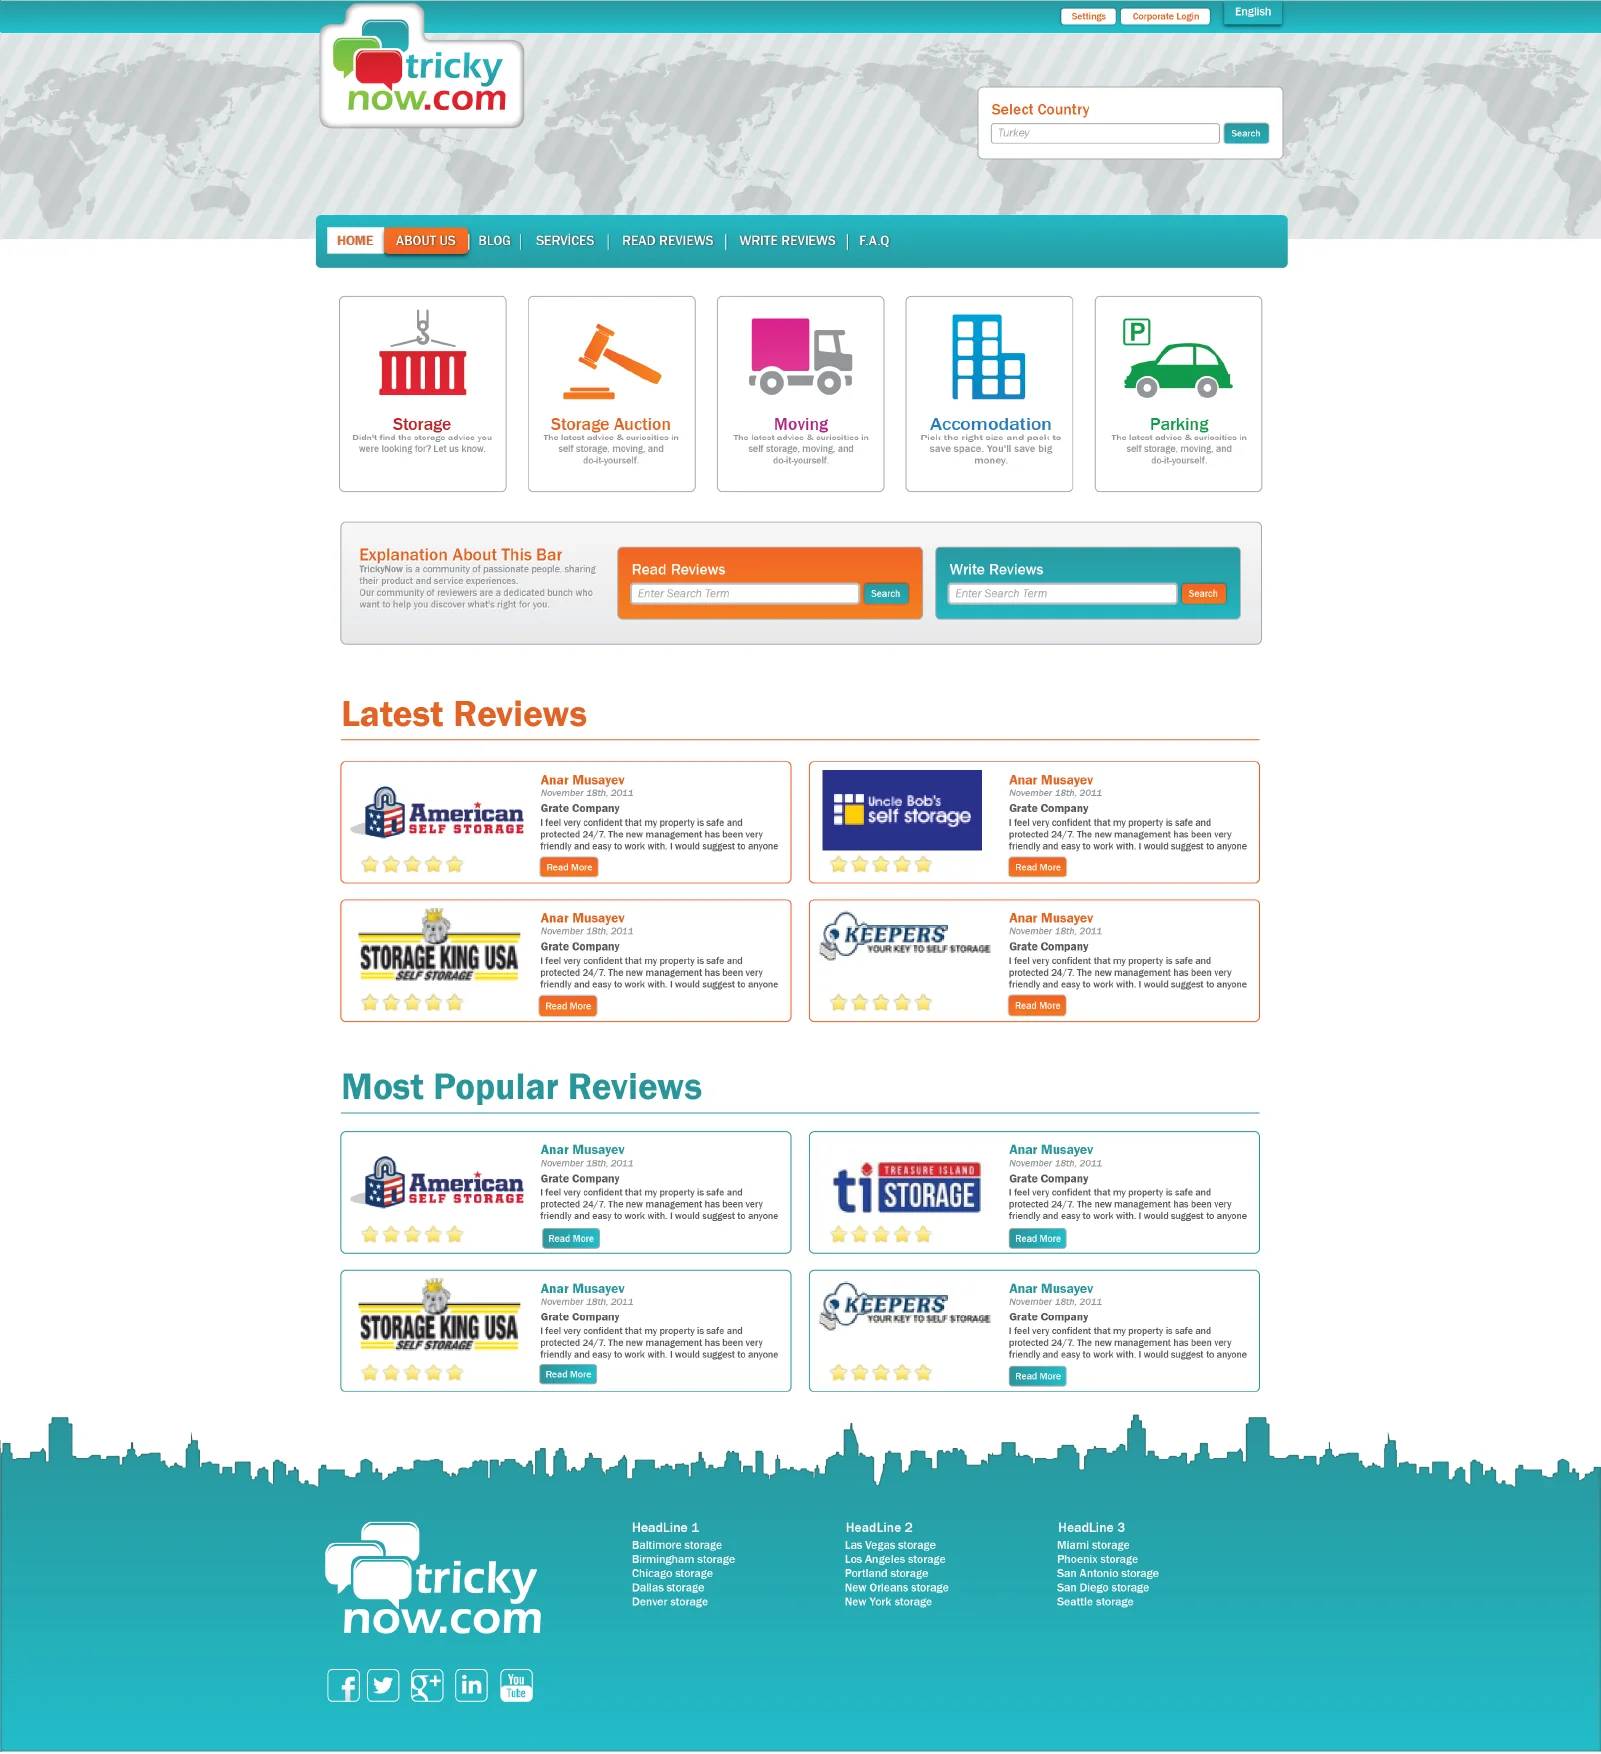 Settings
Corporate Login
English
tricky
now.com
Select Country
Turkey
Search
HOME
ABOUT US
BLOG
SERVİCES
READ REVIEWS
WRITE REVIEWS
F.A.Q
P
Storage
Didn't find the storage advice you
were looking for? Let us know.
Storage Auction
The latest advice & curiosities in
self storage, moving, and
do-it-yourself.
Moving
The latest advice & curiosities in
self storage, moving, and
do-it-yourself.
Accomodation
Pick the right size and pack to
save space. You'll save big
money.
Parking
The latest advice & curiosities in
self storage, moving, and
do-it-yourself.
Explanation About This Bar
TrickyNow is a community of passionate people, sharing
their product and service experiences.
Our community of reviewers are a dedicated bunch who
want to help you discover what's right for you.
Read Reviews
Enter Search Term
Search
Write Reviews
Enter Search Term
Search
Latest Reviews
American
SELF STORAGE
Anar Musayev
November 18th, 2011
Grate Company
I feel very confident that my property is safe and
protected 24/7. The new management has been very
friendly and easy to work with. I would suggest to anyone
Read More
Uncle Bob's
self storage
Anar Musayev
November 18th, 2011
Grate Company
I feel very confident that my property is safe and
protected 24/7. The new management has been very
friendly and easy to work with. I would suggest to anyone
Read More
STORAGE KING USA
SELF STORAGE
Anar Musayev
November 18th, 2011
Grate Company
I feel very confident that my property is safe and
protected 24/7. The new management has been very
friendly and easy to work with. I would suggest to anyone
Read More
KEEPERS
YOUR KEY TO SELF STORAGE
Anar Musayev
November 18th, 2011
Grate Company
I feel very confident that my property is safe and
protected 24/7. The new management has been very
friendly and easy to work with. I would suggest to anyone
Read More
Most Popular Reviews
American
SELF STORAGE
Anar Musayev
November 18th, 2011
Grate Company
I feel very confident that my property is safe and
protected 24/7. The new management has been very
friendly and easy to work with. I would suggest to anyone
Read More
ti
TREASURE ISLAND
STORAGE
Anar Musayev
November 18th, 2011
Grate Company
I feel very confident that my property is safe and
protected 24/7. The new management has been very
friendly and easy to work with. I would suggest to anyone
Read More
STORAGE KING USA
SELF STORAGE
Anar Musayev
November 18th, 2011
Grate Company
I feel very confident that my property is safe and
protected 24/7. The new management has been very
friendly and easy to work with. I would suggest to anyone
Read More
KEEPERS
YOUR KEY TO SELF STORAGE
Anar Musayev
November 18th, 2011
Grate Company
I feel very confident that my property is safe and
protected 24/7. The new management has been very
friendly and easy to work with. I would suggest to anyone
Read More
tricky
now.com
HeadLine 1
Baltimore storage
Birmingham storage
Chicago storage
Dallas storage
Denver storage
HeadLine 2
Las Vegas storage
Los Angeles storage
Portland storage
New Orleans storage
New York storage
HeadLine 3
Miami storage
Phoenix storage
San Antonio storage
San Diego storage
Seattle storage
f
g+
in
You
Tube